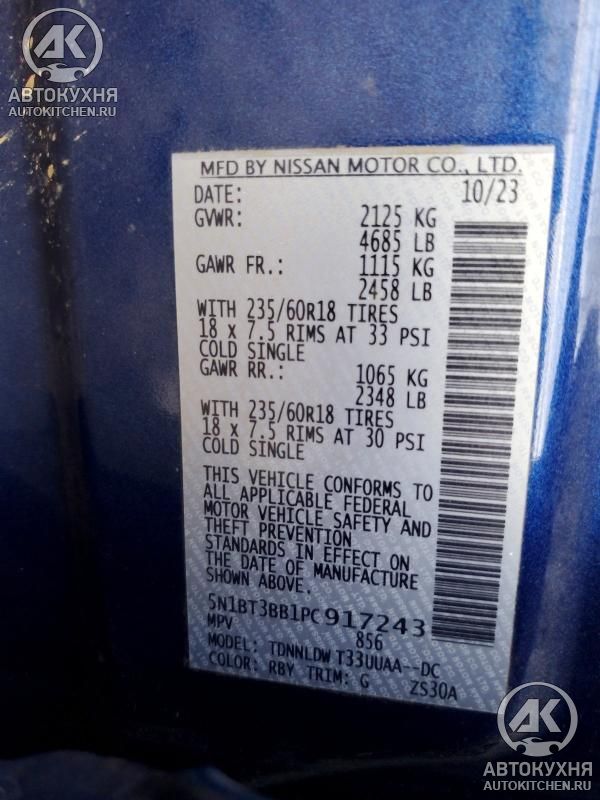 AK
АВТОКУХНЯ
AUTOKITCHEN.RU
MFD BY NISSAN MOTOR CO., LTD.
DATE: 10/23
GVWR: 2125 KG
4685 LB
GAWR FR.: 1115 KG
2458 LB
WITH 235/60R18 TIRES
18 x 7.5 RIMS AT 33 PSI
COLD SINGLE
GAWR RR.: 1065 KG
2348 LB
WITH 235/60R18 TIRES
18 x 7.5 RIMS AT 30 PSI
COLD SINGLE
THIS VEHICLE CONFORMS TO
ALL APPLICABLE FEDERAL
MOTOR VEHICLE SAFETY AND
THEFT PREVENTION
STANDARDS IN EFFECT ON
THE DATE OF MANUFACTURE
SHOWN ABOVE.
5N1BT3BB1PC917243
MPV 856
MODEL: TDNNLDW T33UUAA--DC
COLOR: RBY TRIM: G ZS30A
AK
АВТОКУХНЯ
AUTOKITCHEN.RU